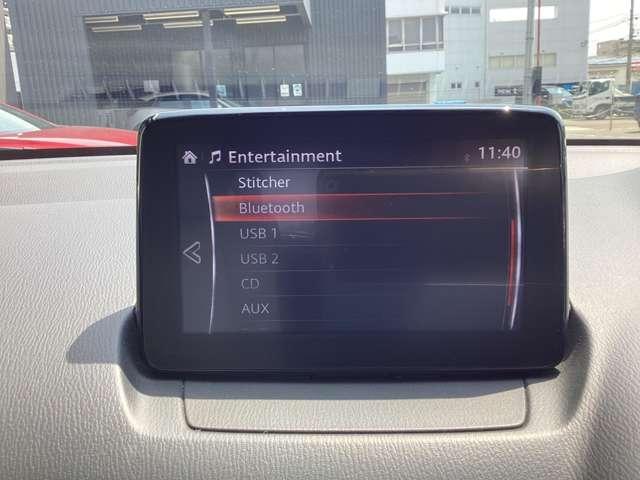 Entertainment
11:40
Stitcher
Bluetooth
USB 1
USB 2
CD
AUX